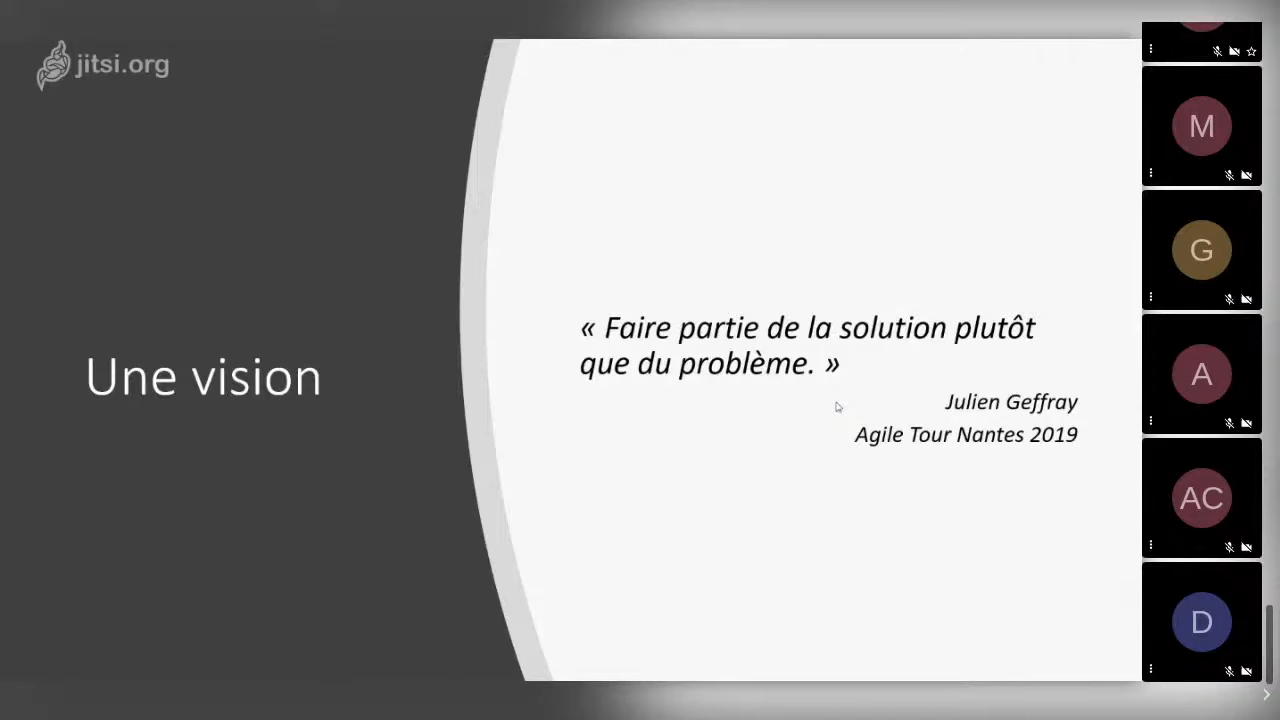 jitsi.org
Une vision
« Faire partie de la solution plutôt
que du problème. »
Julien Geffray
Agile Tour Nantes 2019
M
G
A
AC
D